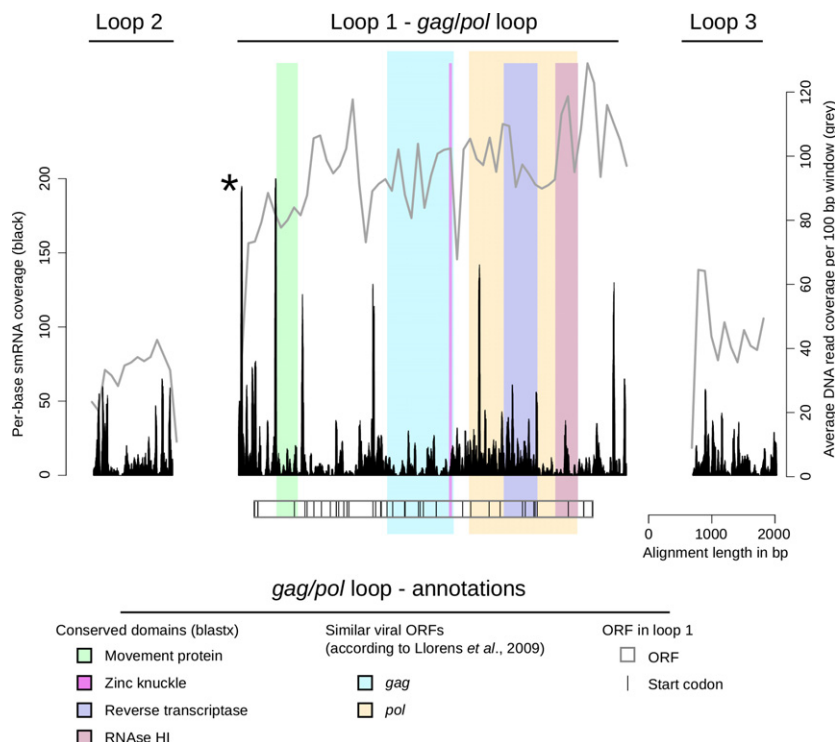 Loop 2
Loop 1 - gag/pol loop
Loop 3
*
Per-base smRNA coverage (black)
200
150
100
50
0
120
100
80
60
40
20
0
Average DNA read coverage per 100 bp window (grey)
0 1000 2000
Alignment length in bp
gag/pol loop - annotations
Conserved domains (blastx)
Movement protein
Zinc knuckle
Reverse transcriptase
RNAse HI
Similar viral ORFs
(according to Llorens et al., 2009)
gag
pol
ORF in loop 1
ORF
Start codon